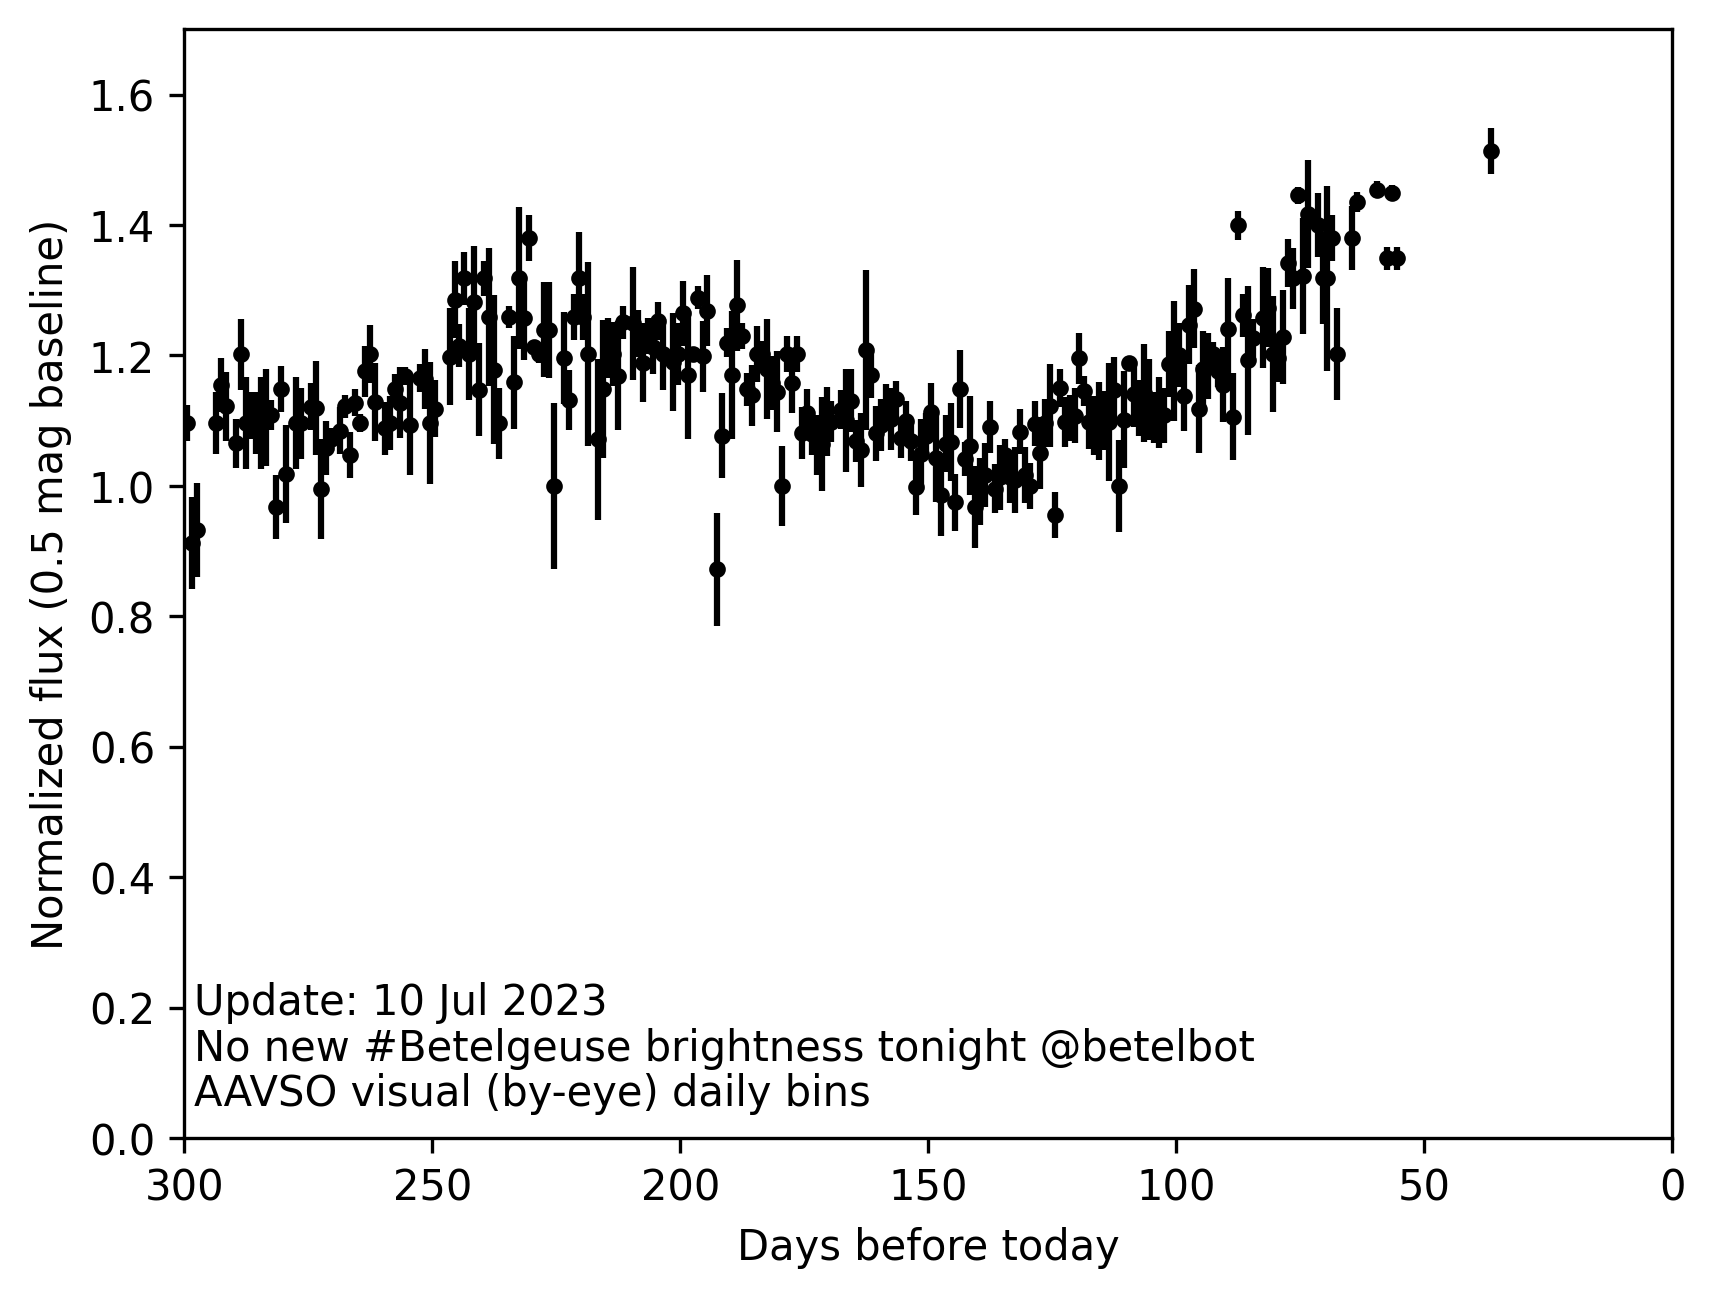 1.6
1.4
1.2
1.0
0.8
0.6
0.4
0.2
0.0
Normalized flux (0.5 mag baseline)
Update: 10 Jul 2023
No new #Betelgeuse brightness tonight @betelbot
AAVSO visual (by-eye) daily bins
300 250 200 150 100 50 0
Days before today